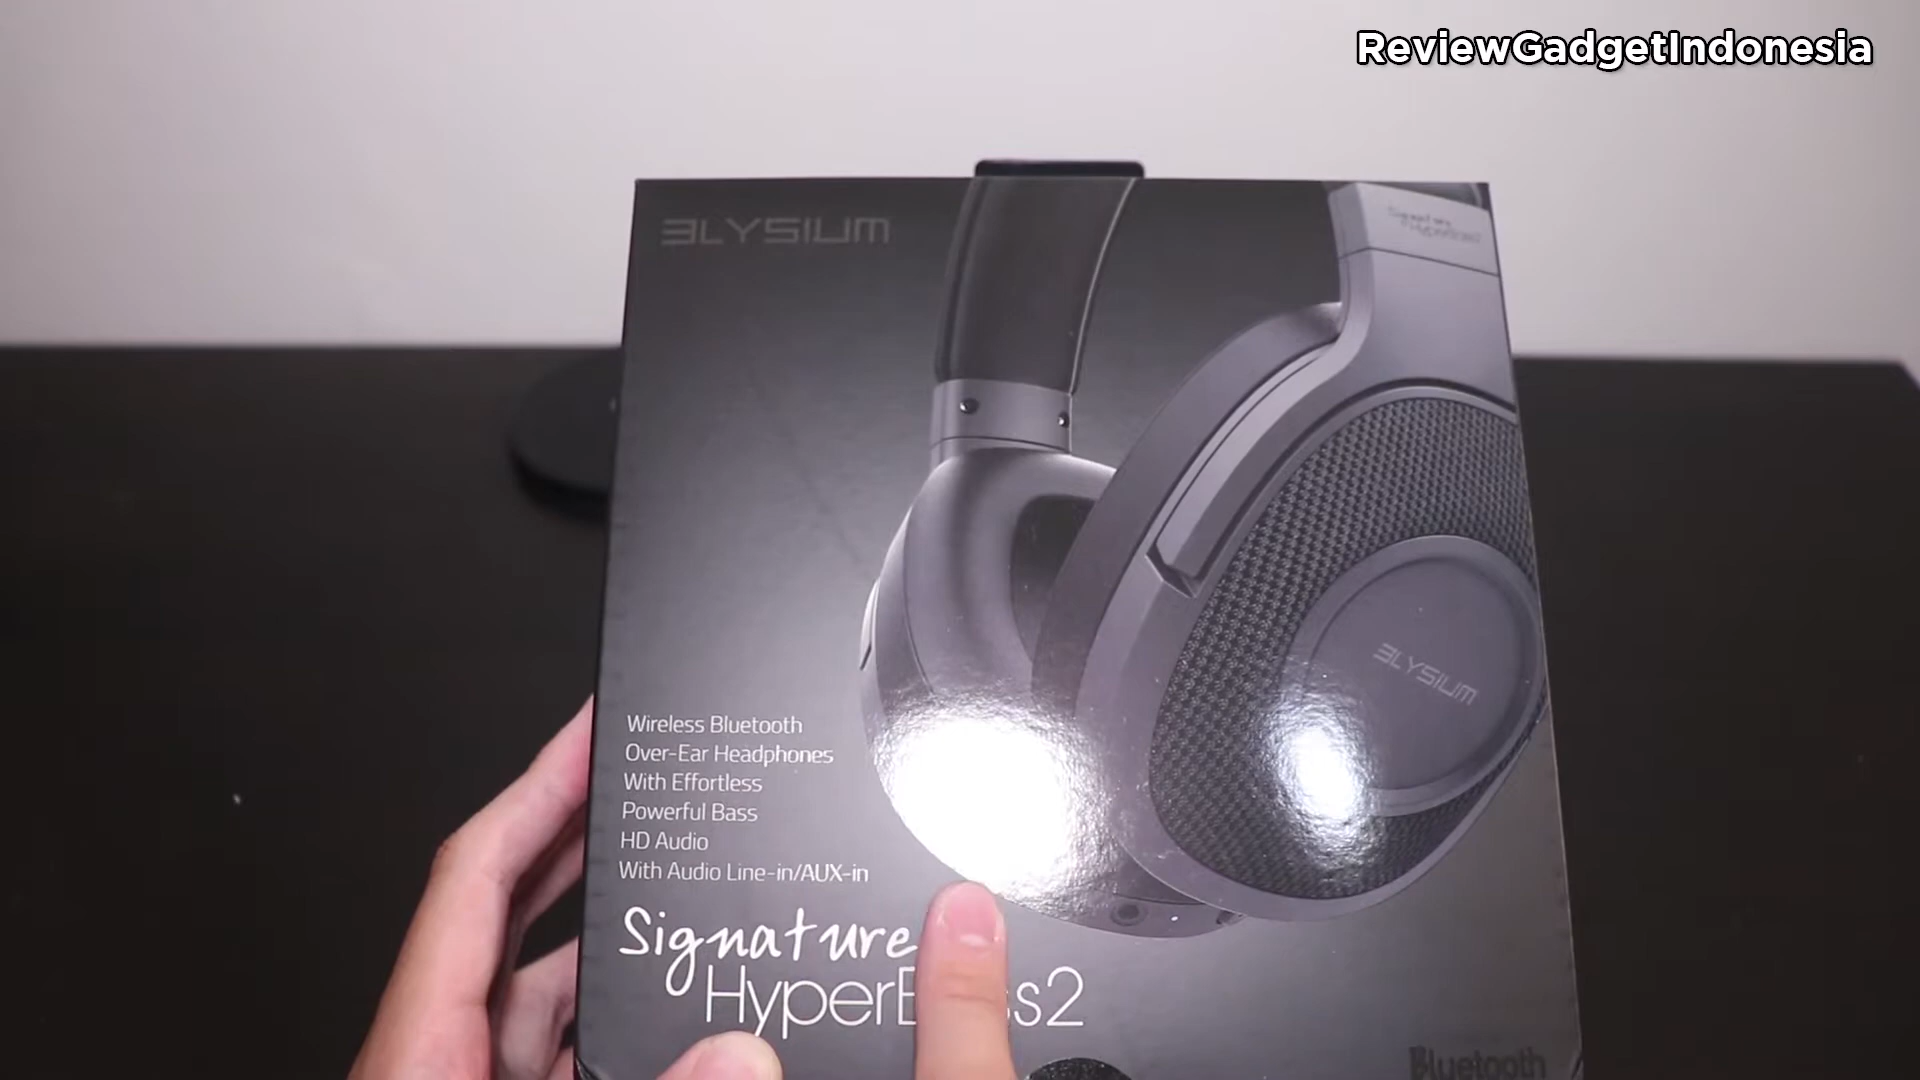 ReviewGadgetIndonesia
ELYSIUM
ELYSIUM
Wireless Bluetooth
Over-Ear Headphones
With Effortless
Powerful Bass
HD Audio
With Audio Line-in/AUX-in
Signature
Bluetooth